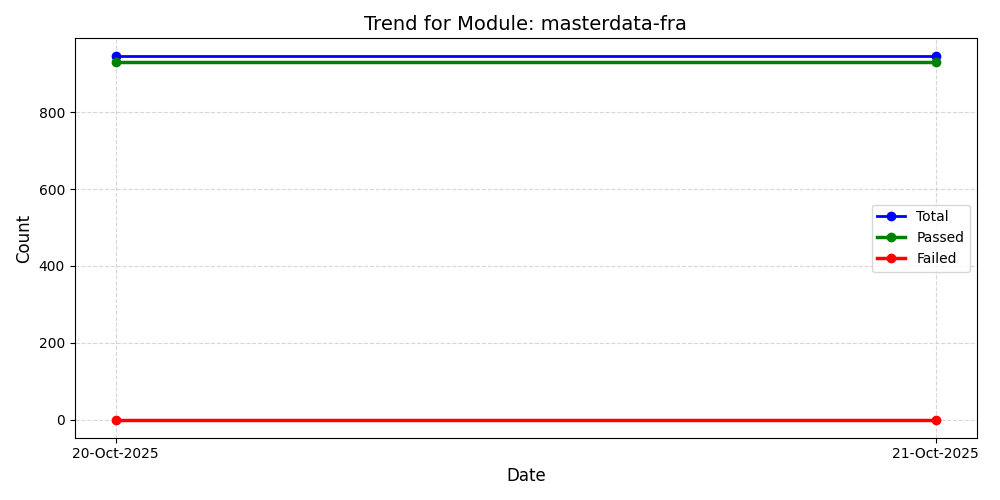 Trend for Module: masterdata-fra
Count
800
600
400
200
0
Total
Passed
Failed
20-Oct-2025
21-Oct-2025
Date